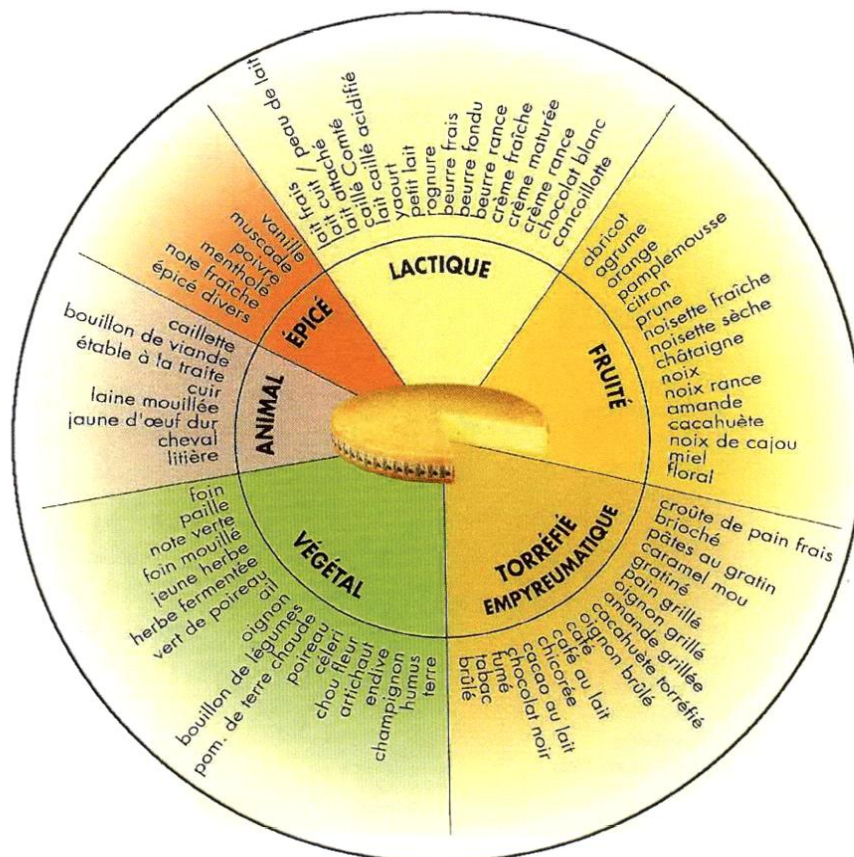 LACTIQUE
lait frais / peau de lait
lait cuit
lait attaché
lait caillé Comté
caillé acidifié
lait caillé
yaourt
petit lait
rognure
beurre frais
beurre fondu
beurre rance
crème fraîche
crème maturée
crème rance
chocolat blanc
cancoillotte
FRUITÉ
abricot
agrume
orange
pamplemousse
citron
prune
noisette fraîche
noisette sèche
châtaigne
noix
noix rance
amande
cacahuète
noix de cajou
miel
floral
TORRÉFIÉ
EMPYREUMATIQUE
croûte de pain frais
brioché
pâtes au gratin
caramel mou
gratiné
pain grillé
oignon grillé
amande grillée
cacahuète torréfié
oignon brûlé
café
café au lait
chicorée
cacao au lait
chocolat noir
fumé
tabac
brûlé
VÉGÉTAL
foin
paille
note verte
foin mouillé
jeune herbe
herbe fermentée
vert de poireau
ail
oignon
bouillon de légumes
pom. de terre chaude
poireau
céleri
chou fleur
artichaut
endive
champignon
humus
terre
ANIMAL
caillette
bouillon de viande
étable à la traite
cuir
laine mouillée
jaune d'œuf dur
cheval
litière
ÉPICÉ
vanille
muscade
poivre
mentholé
note fraîche
épicé divers